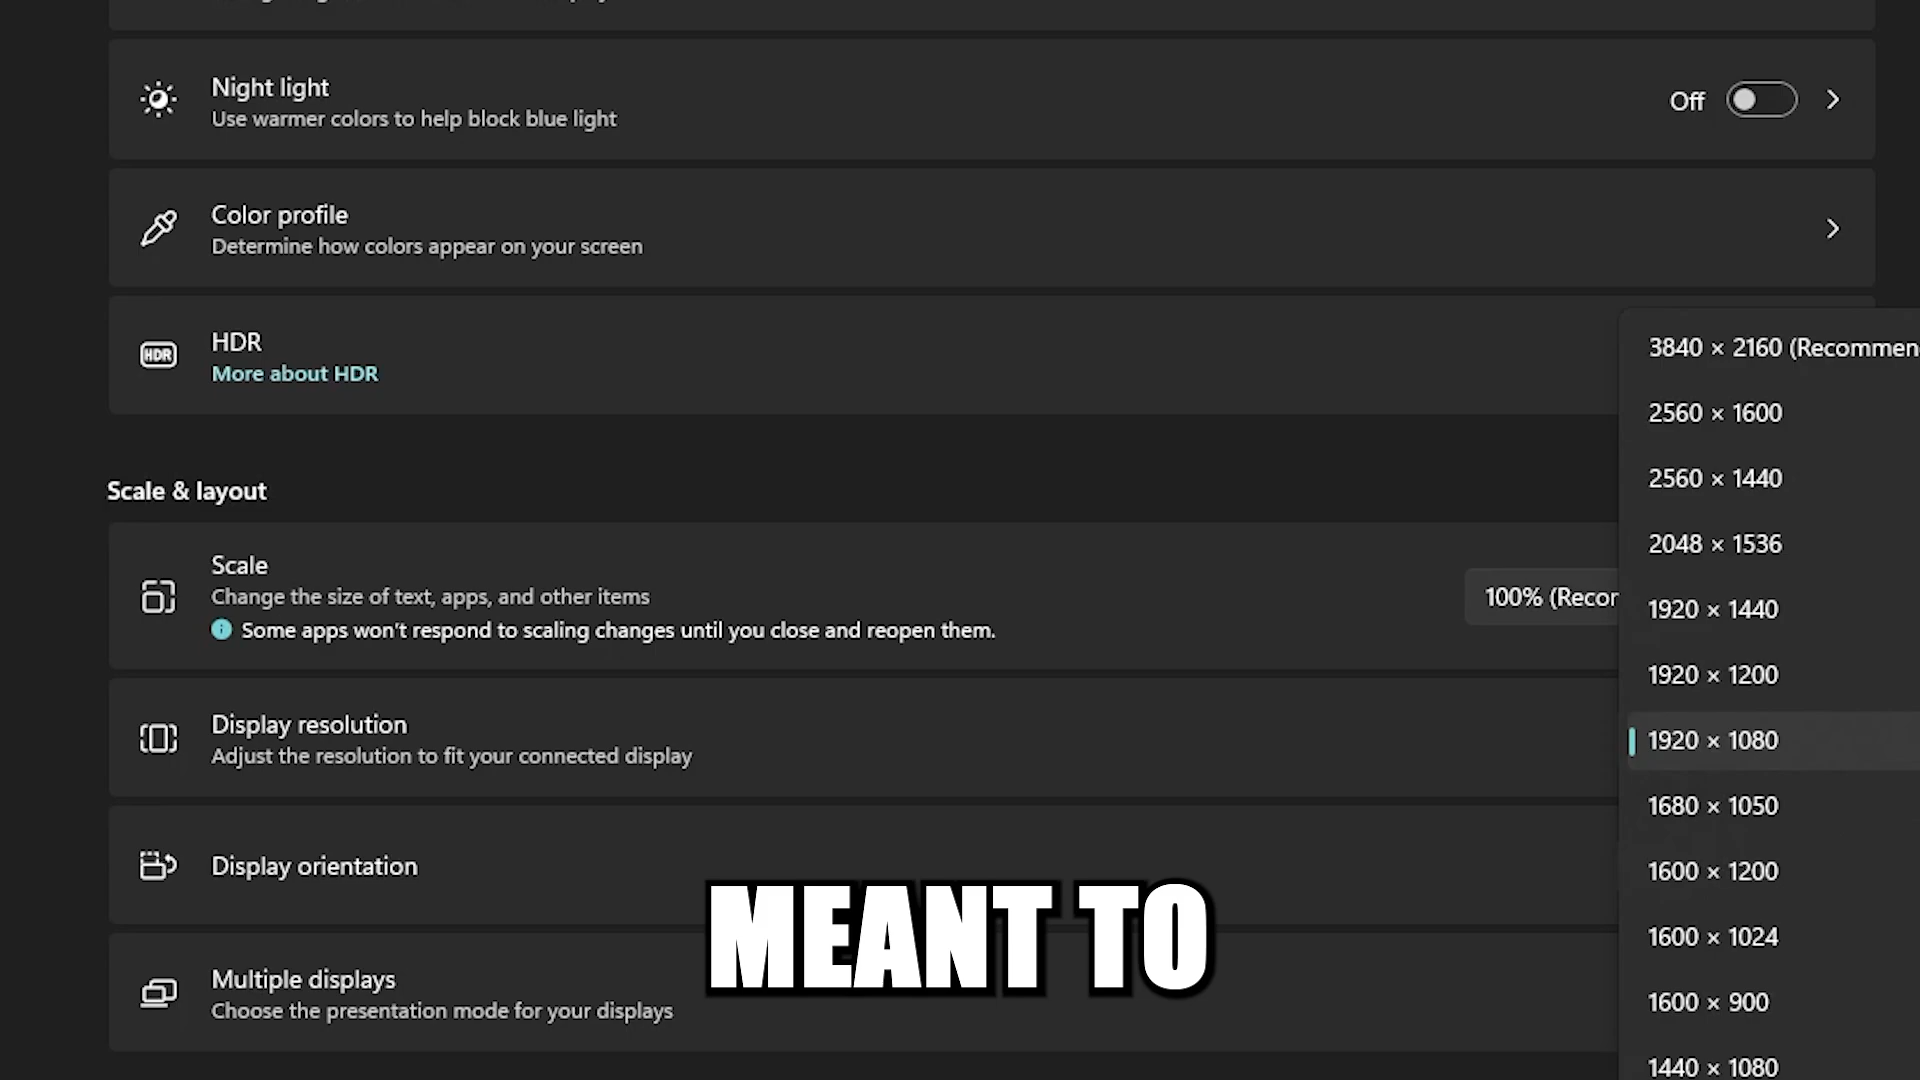 Night light
Use warmer colors to help block blue light
Off
Color profile
Determine how colors appear on your screen
HDR
HDR
More about HDR
3840 × 2160 (Recommen
2560 × 1600
2560 × 1440
2048 × 1536
1920 × 1440
1920 × 1200
1920 × 1080
1680 × 1050
1600 × 1200
1600 × 1024
1600 × 900
1440 × 1080
Scale & layout
Scale
Change the size of text, apps, and other items
Some apps won't respond to scaling changes until you close and reopen them.
100% (Recor
Display resolution
Adjust the resolution to fit your connected display
Display orientation
Multiple displays
Choose the presentation mode for your displays
MEANT TO